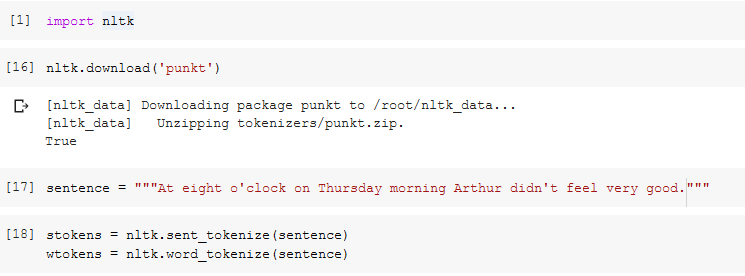 [1] import nltk
[16] nltk.download('punkt')
[nltk_data] Downloading package punkt to /root/nltk_data...
[nltk_data]   Unzipping tokenizers/punkt.zip.
True
[17] sentence = """At eight o'clock on Thursday morning Arthur didn't feel very good."""
[18] stokens = nltk.sent_tokenize(sentence)
wtokens = nltk.word_tokenize(sentence)